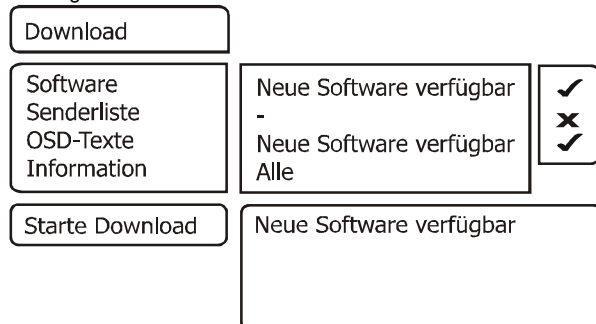 Download
Software Neue Software verfügbar ✓
Senderliste - ✗
OSD-Texte Neue Software verfügbar ✓
Information Alle
Starte Download Neue Software verfügbar